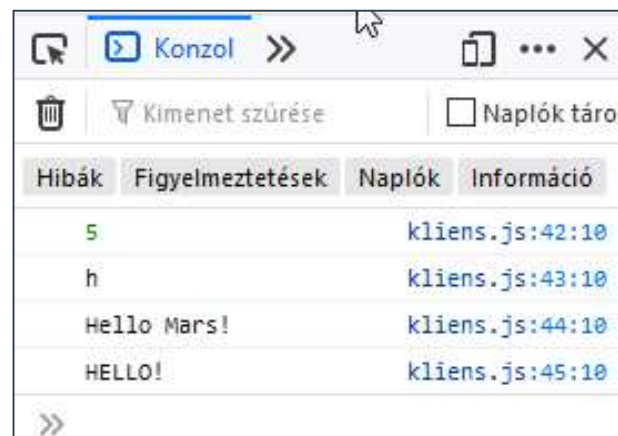 Konzol
Kimenet szűrése Naplók táro
Hibák Figyelmeztetések Naplók Információ
5 kliens.js:42:10
h kliens.js:43:10
Hello Mars! kliens.js:44:10
HELLO! kliens.js:45:10